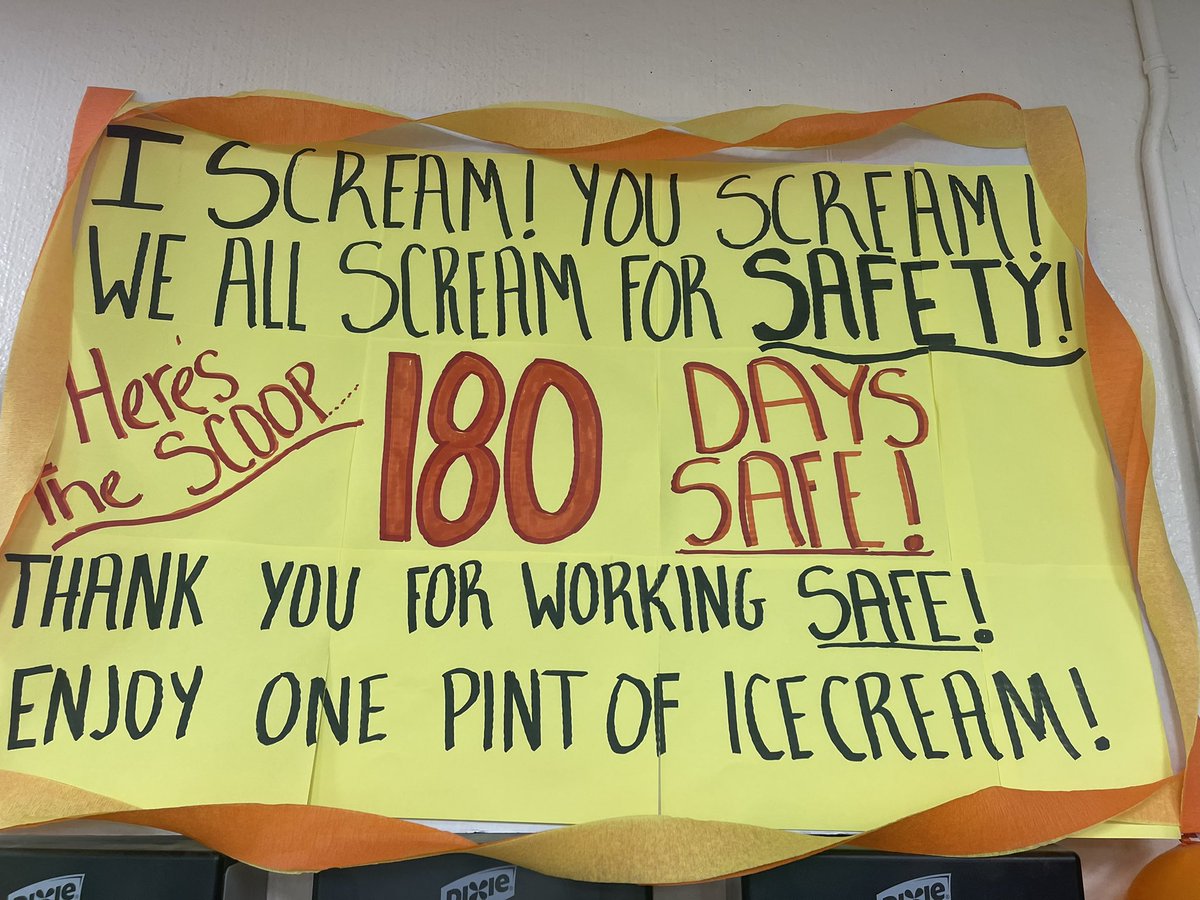 I SCREAM! YOU SCREAM!
WE ALL SCREAM FOR SAFETY!
HERE'S
THE SCOOP...
180
DAYS
SAFE!
THANK YOU FOR WORKING SAFE!
ENJOY ONE PINT OF ICECREAM!
DIXIE
DIXIE
DIXIE